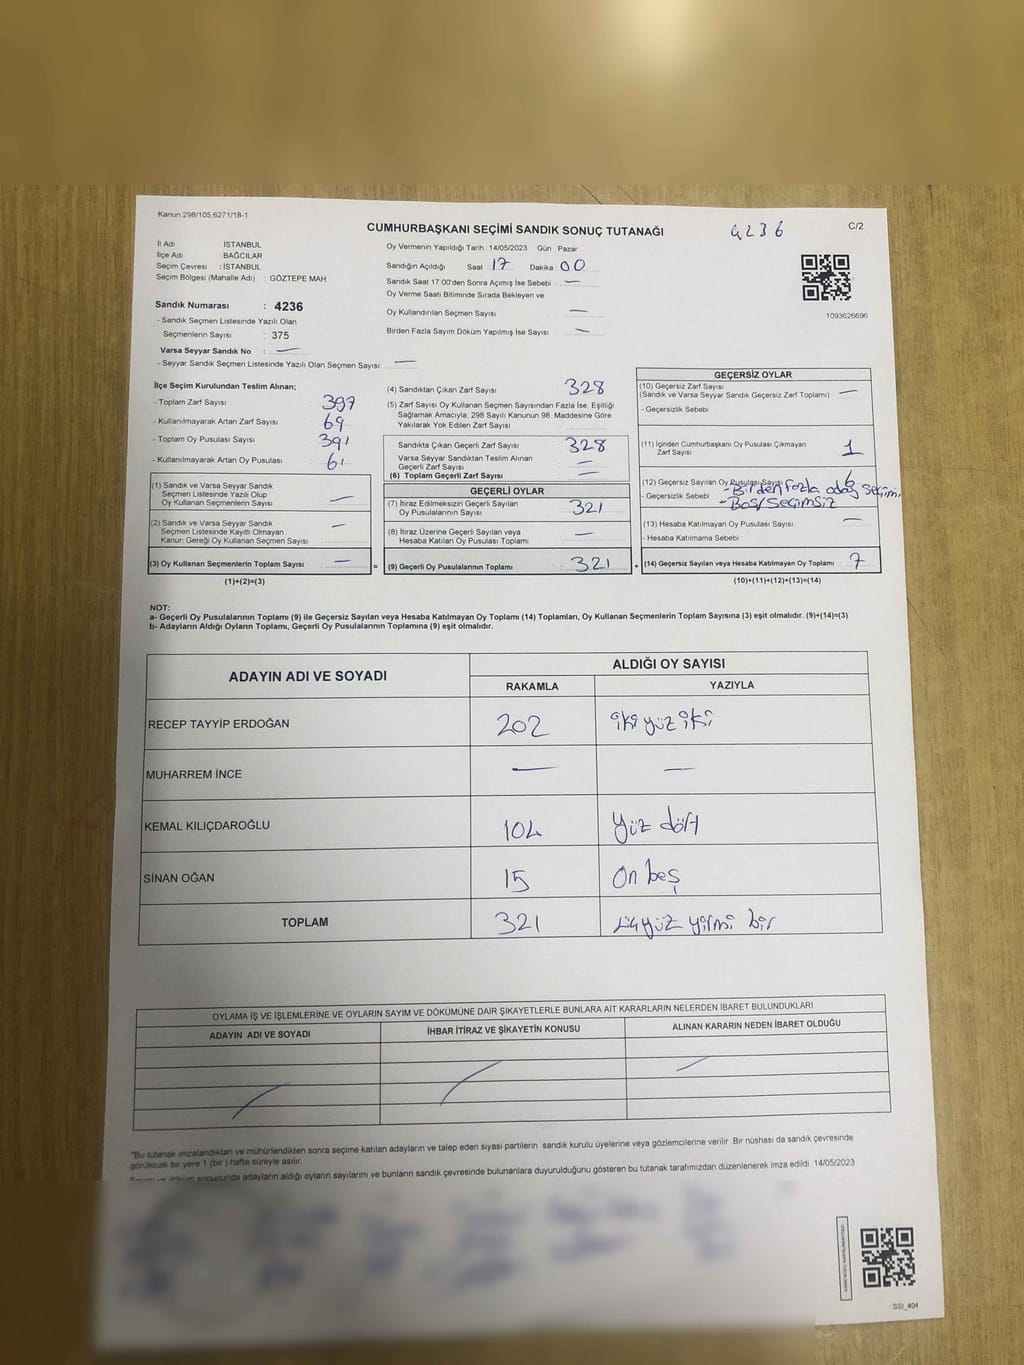 Kanun 298/105 6271/18-1
CUMHURBAŞKANI SEÇİMİ SANDIK SONUÇ TUTANAĞI
4236
C/2
İl Adı İSTANBUL
İlçe Adı BAĞCILAR
Seçim Çevresi : İSTANBUL
Seçim Bölgesi (Mahalle Adı) : GÖZTEPE MAH
Sandık Numarası : 4236
- Sandık Seçmen Listesinde Yazılı Olan
Seçmenlerin Sayısı : 375
Varsa Seyyar Sandık No : —
- Seyyar Sandık Seçmen Listesinde Yazılı Olan Seçmen Sayısı: —
Oy Vermenin Yapıldığı Tarih :14/05/2023 Gün : Pazar
Sandığın Açıldığı Saat 17 Dakika : 00
Sandık Saat 17:00'den Sonra Açımış İse Sebebi : —
Oy Verme Saati Bitiminde Sırada Bekleyen ve
Oy Kullandırılan Seçmen Sayısı : —
Birden Fazla Sayım Döküm Yapılmış İse Sayısı : —
1093626696
İlçe Seçim Kurulundan Teslim Alınan;
- Toplam Zarf Sayısı : 397
- Kullanılmayarak Artan Zarf Sayısı : 69
- Toplam Oy Pusulası Sayısı : 391
- Kullanılmayarak Artan Oy Pusulası : 61
(1) Sandık ve Varsa Seyyar Sandık
Seçmen Listesinde Yazılı Olup
Oy Kullanan Seçmenlerin Sayısı : —
(2) Sandık ve Varsa Seyyar Sandık
Seçmen Listesinde Kayıtlı Olmayan
Kanun Gereği Oy Kullanan Seçmen Sayısı : —
(3) Oy Kullanan Seçmenlerin Toplam Sayısı : —
(1)+(2)=(3)
(4) Sandıktan Çıkan Zarf Sayısı : 328
(5) Zarf Sayısı Oy Kullanan Seçmen Sayısından Fazla İse, Eşitliği
Sağlamak Amacıyla, 298 Sayılı Kanunun 98. Maddesine Göre
Yakılarak Yok Edilen Zarf Sayısı :
Sandıkta Çıkan Geçerli Zarf Sayısı : 328
Varsa Seyyar Sandıktan Teslim Alınan
Geçerli Zarf Sayısı : —
(6) Toplam Geçerli Zarf Sayısı : —
GEÇERLİ OYLAR
(7) İtiraz Edilmeksizin Geçerli Sayılan
Oy Pusulalarının Sayısı : 321
(8) İtiraz Üzerine Geçerli Sayılan veya
Hesaba Katılan Oy Pusulası Toplamı : —
= (9) Geçerli Oy Pusulalarının Toplamı : 321 +
GEÇERSİZ OYLAR
(10) Geçersiz Zarf Sayısı
(Sandık ve Varsa Seyyar Sandık Geçersiz Zarf Toplamı) : —
- Geçersizlik Sebebi :
(11) İçinden Cumhurbaşkanı Oy Pusulası Çıkmayan
Zarf Sayısı : 1
(12) Geçersiz Sayılan Oy Pusulası Sayısı : 6
- Geçersizlik Sebebi : - Birden fazla aday seçimi
- Boş/seçimsiz
(13) Hesaba Katılmayan Oy Pusulası Sayısı : —
- Hesaba Katılmama Sebebi
(14) Geçersiz Sayılan veya Hesaba Katılmayan Oy Toplamı : 7
(10)+(11)+(12)+(13)=(14)
NOT:
a- Geçerli Oy Pusulalarının Toplamı (9) ile Geçersiz Sayılan veya Hesaba Katılmayan Oy Toplamı (14) Toplamları, Oy Kullanan Seçmenlerin Toplam Sayısına (3) eşit olmalıdır. (9)+(14)=(3)
b- Adayların Aldığı Oyların Toplamı, Geçerli Oy Pusulalarının Toplamına (9) eşit olmalıdır.
ADAYIN ADI VE SOYADI
ALDIĞI OY SAYISI
RAKAMLA YAZIYLA
RECEP TAYYİP ERDOĞAN 202 iki yüz iki
MUHARREM İNCE — —
KEMAL KILIÇDAROĞLU 104 Yüz dört
SİNAN OĞAN 15 On beş
TOPLAM 321 üçyüz yirmi bir
OYLAMA İŞ VE İŞLEMLERİNE VE OYLARIN SAYIM VE DÖKÜMÜNE DAİR ŞİKAYETLERLE BUNLARA AİT KARARLARIN NELERDEN İBARET BULUNDUKLARI
ADAYIN ADI VE SOYADI İHBAR İTİRAZ VE ŞİKAYETİN KONUSU ALINAN KARARIN NEDEN İBARET OLDUĞU
"Bu tutanak imzalandıktan ve mühürlendikten sonra seçime katılan adayların ve talep eden siyasi partilerin sandık kurulu üyelerine veya gözlemcilerine verilir. Bir nüshası da sandık çevresinde
görülecek bir yere 1 (bir) hafta süreyle asılır.
sonucunda adayların aldığı oyların sayılarını ve bunların sandık çevresinde bulunanlara duyurulduğunu gösteren bu tutanak tarafımızdan düzenlenerek imza edildi. 14/05/2023
SSI_404